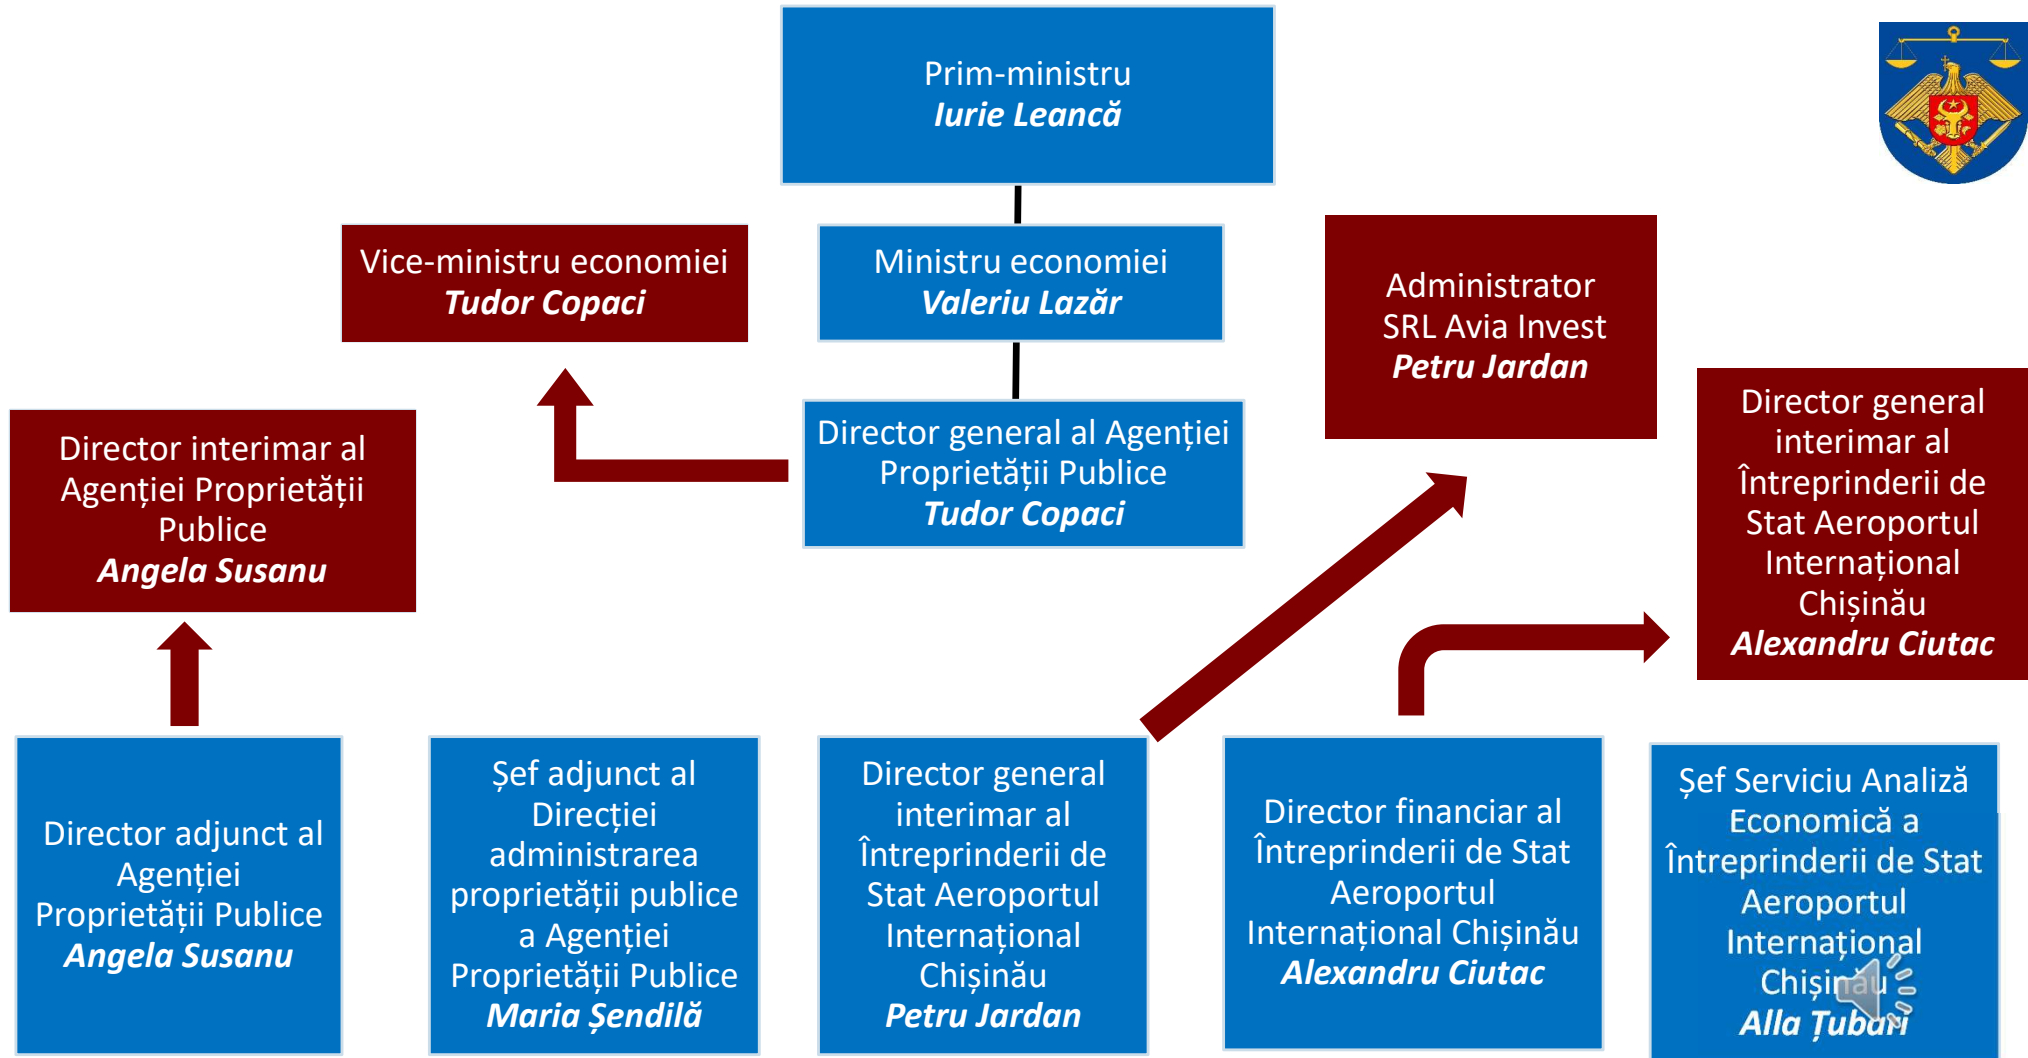 Prim-ministru
Iurie Leancă
Vice-ministru economiei
Tudor Copaci
Ministru economiei
Valeriu Lazăr
Administrator
SRL Avia Invest
Petru Jardan
Director interimar al
Agenției Proprietății
Publice
Angela Susanu
Director general al Agenției
Proprietății Publice
Tudor Copaci
Director general
interimar al
Întreprinderii de
Stat Aeroportul
Internațional
Chișinău
Alexandru Ciutac
Director adjunct al
Agenției
Proprietății Publice
Angela Susanu
Șef adjunct al
Direcției
administrarea
proprietății publice
a Agenției
Proprietății Publice
Maria Șendilă
Director general
interimar al
Întreprinderii de
Stat Aeroportul
Internațional
Chișinău
Petru Jardan
Director financiar al
Întreprinderii de Stat
Aeroportul
Internațional Chișinău
Alexandru Ciutac
Șef Serviciu Analiză
Economică a
Întreprinderii de Stat
Aeroportul
Internațional
Chișinău
Alla Țubari